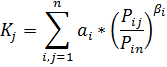 K_j = \sum_{i,j=1}^{n} a_i * \left( \frac{P_{ij}}{P_{in}} \right)^{\beta_i}